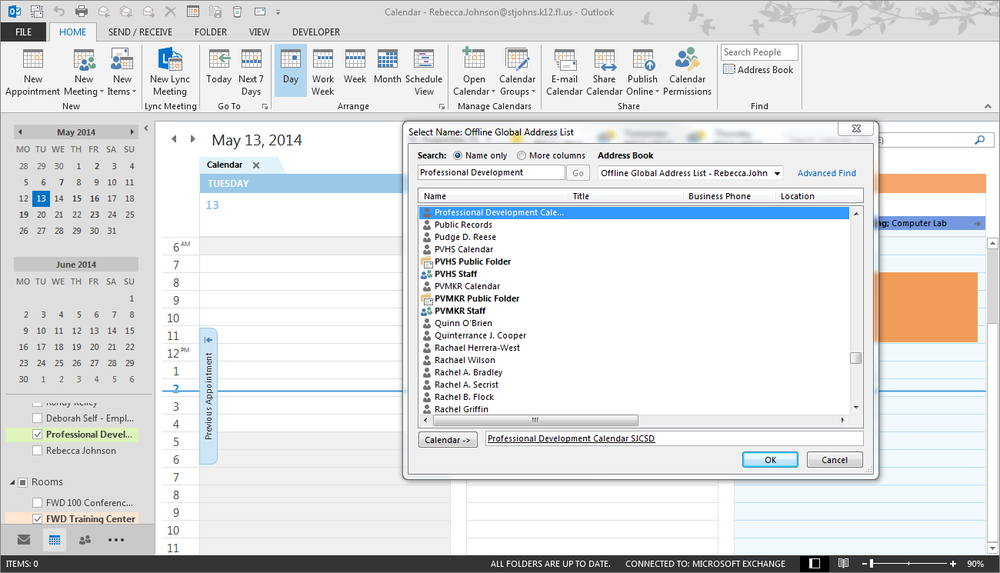 Calendar - Rebecca.Johnson@stjohns.k12.fl.us - Outlook
FILE HOME SEND / RECEIVE FOLDER VIEW DEVELOPER
New Appointment
New Meeting
New Items
New
New Lync Meeting
Lync Meeting
Today
Next 7 Days
Go To
Day
Work Week
Week
Month
Schedule View
Arrange
Open Calendar
Calendar Groups
Manage Calendars
E-mail Calendar
Share Calendar
Publish Online
Calendar Permissions
Share
Search People
Address Book
Find
May 2014
MO TU WE TH FR SA SU
28 29 30 1 2 3 4
5 6 7 8 9 10 11
12 13 14 15 16 17 18
19 20 21 22 23 24 25
26 27 28 29 30 31
June 2014
MO TU WE TH FR SA SU
1
2 3 4 5 6 7 8
9 10 11 12 13 14 15
16 17 18 19 20 21 22
23 24 25 26 27 28 29
30 1 2 3 4 5 6
Randy Kelley
Deborah Self - Empl...
Professional Devel...
Rebecca Johnson
Rooms
FWD 100 Conferenc...
FWD Training Center
May 13, 2014
Calendar
TUESDAY
13
6 AM
7
8
9
10
11
12 PM
1
2
3
4
5
6
7
8
9
10
11
Previous Appointment
ng; Computer Lab
Select Name: Offline Global Address List
Search: Name only More columns Address Book
Professional Development Go Offline Global Address List - Rebecca.John Advanced Find
Name Title Business Phone Location
Professional Development Cale...
Public Records
Pudge D. Reese
PVHS Calendar
PVHS Public Folder
PVHS Staff
PVMKR Calendar
PVMKR Public Folder
PVMKR Staff
Quinn O'Brien
Quinterrance J. Cooper
Rachael Herrera-West
Rachael Wilson
Rachel A. Bradley
Rachel A. Secrist
Rachel B. Flock
Rachel Griffin
Calendar -> Professional Development Calendar SJCSD
OK Cancel
ITEMS: 0 ALL FOLDERS ARE UP TO DATE. CONNECTED TO: MICROSOFT EXCHANGE 90%